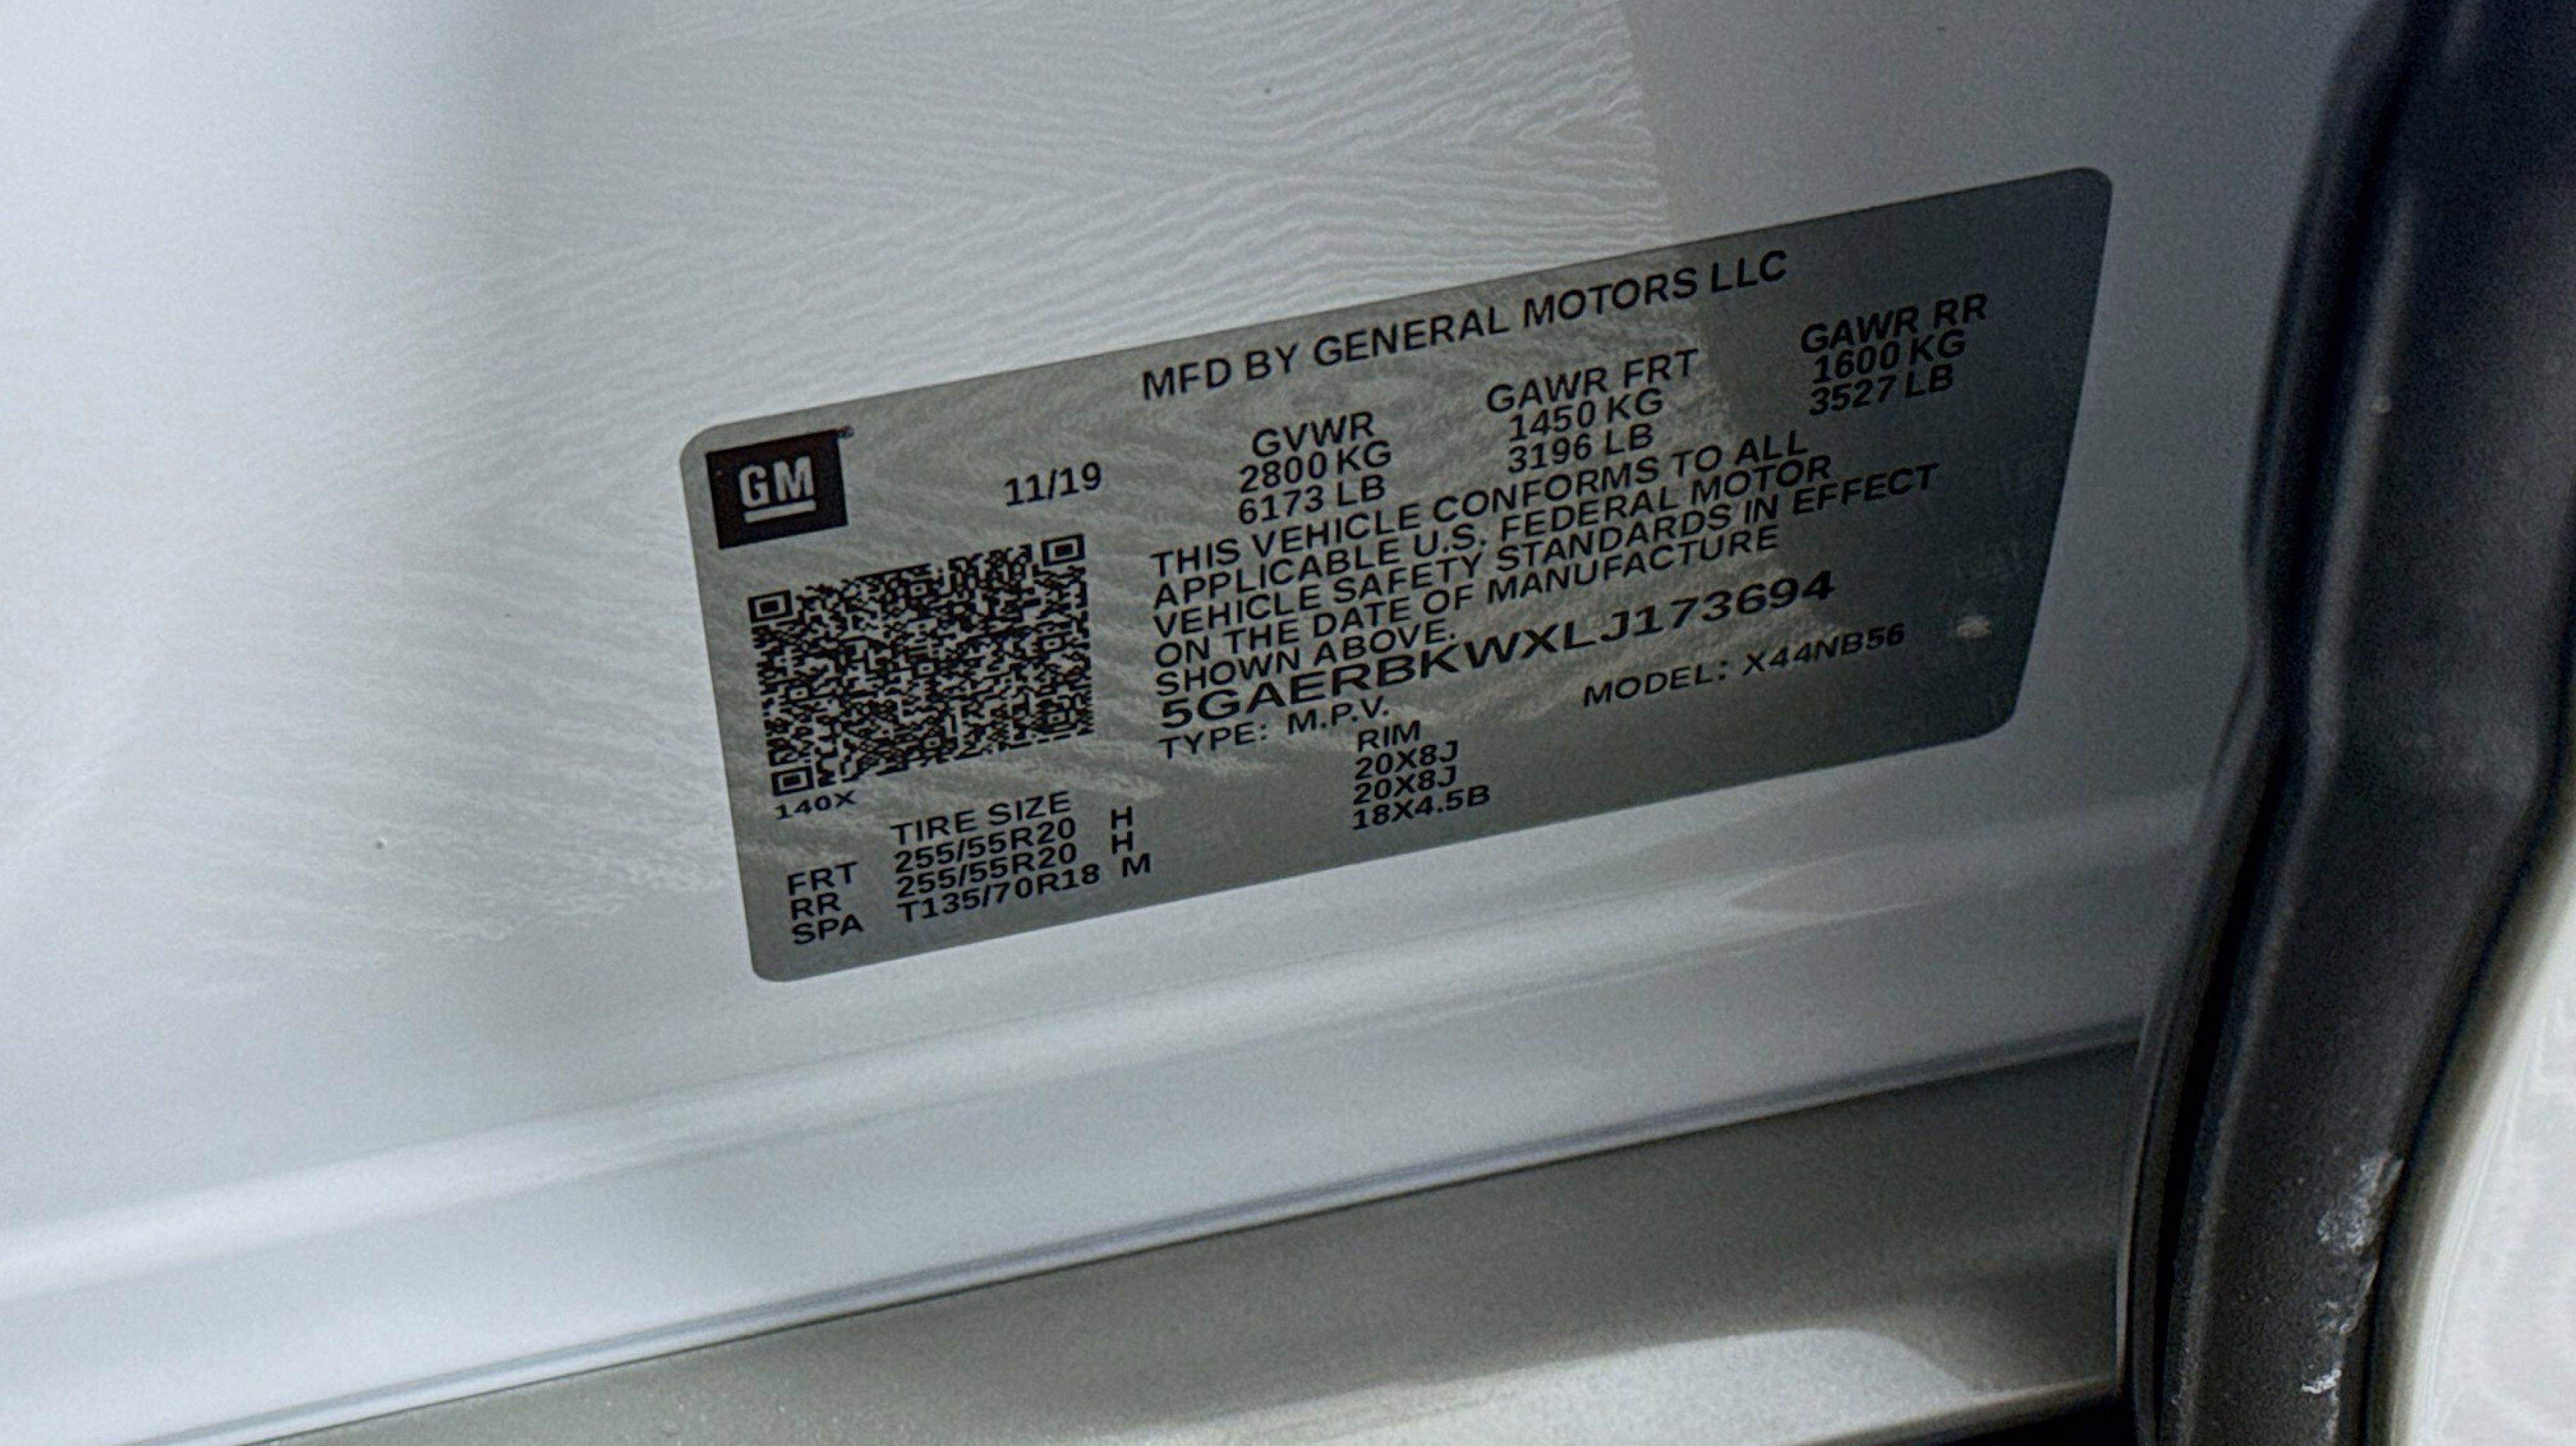 MFD BY GENERAL MOTORS LLC
GM
11/19
GVWR GAWR FRT GAWR RR
2800 KG 1450 KG 1600 KG
6173 LB 3196 LB 3527 LB
THIS VEHICLE CONFORMS TO ALL
APPLICABLE U.S. FEDERAL MOTOR
VEHICLE SAFETY STANDARDS IN EFFECT
ON THE DATE OF MANUFACTURE
SHOWN ABOVE.
5GAERBKWXLJ173694
TYPE: M.P.V. MODEL: X44NB56
140X
TIRE SIZE RIM
FRT 255/55R20 H 20X8J
RR 255/55R20 H 20X8J
SPA T135/70R18 M 18X4.5B